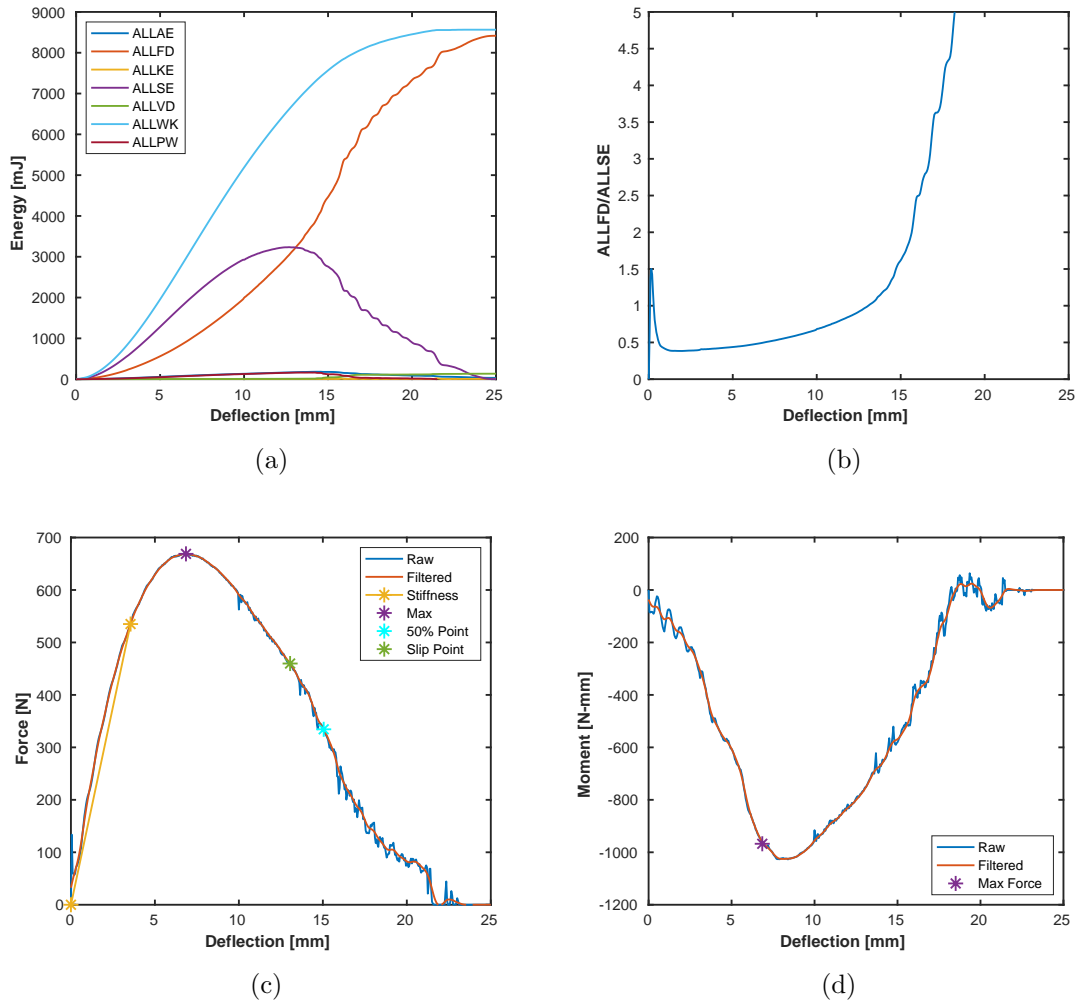 9000
8000
7000
6000
5000
4000
3000
2000
1000
0
Energy [mJ]
ALLAE
ALLFD
ALLKE
ALLSE
ALLVD
ALLWK
ALLPW
0 5 10 15 20 25
Deflection [mm]
(a)
5
4.5
4
3.5
3
2.5
2
1.5
1
0.5
0
ALLFD/ALLSE
0 5 10 15 20 25
Deflection [mm]
(b)
700
600
500
400
300
200
100
0
Force [N]
Raw
Filtered
Stiffness
Max
50% Point
Slip Point
0 5 10 15 20 25
Deflection [mm]
(c)
200
0
-200
-400
-600
-800
-1000
-1200
Moment [N-mm]
Raw
Filtered
Max Force
0 5 10 15 20 25
Deflection [mm]
(d)